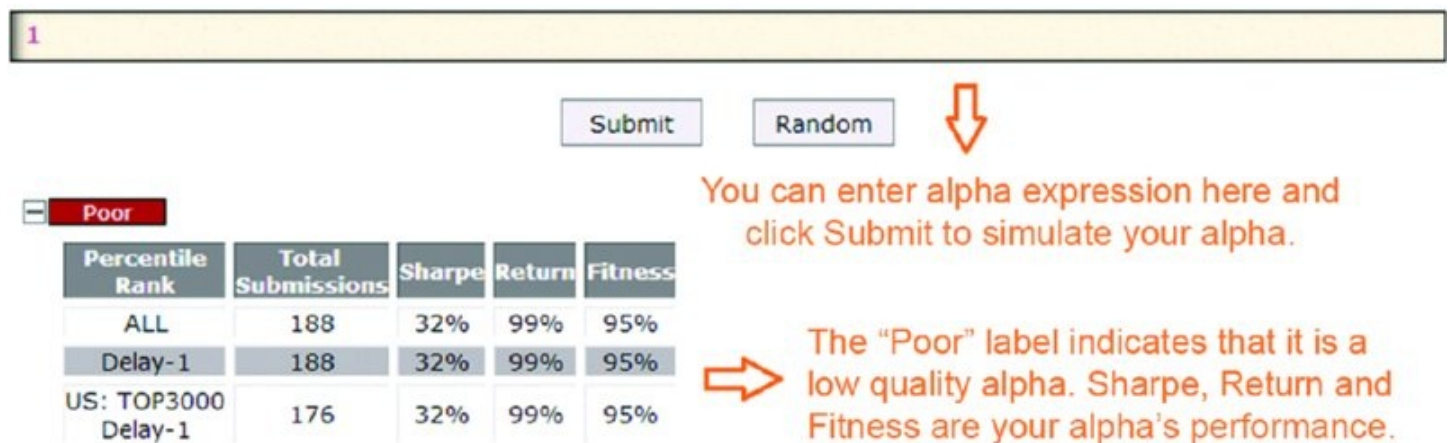 1
Submit Random
You can enter alpha expression here and
click Submit to simulate your alpha.
Poor
Percentile Rank Total Submissions Sharpe Return Fitness
ALL 188 32% 99% 95%
Delay-1 188 32% 99% 95%
US: TOP3000 Delay-1 176 32% 99% 95%
The “Poor” label indicates that it is a
low quality alpha. Sharpe, Return and
Fitness are your alpha’s performance.